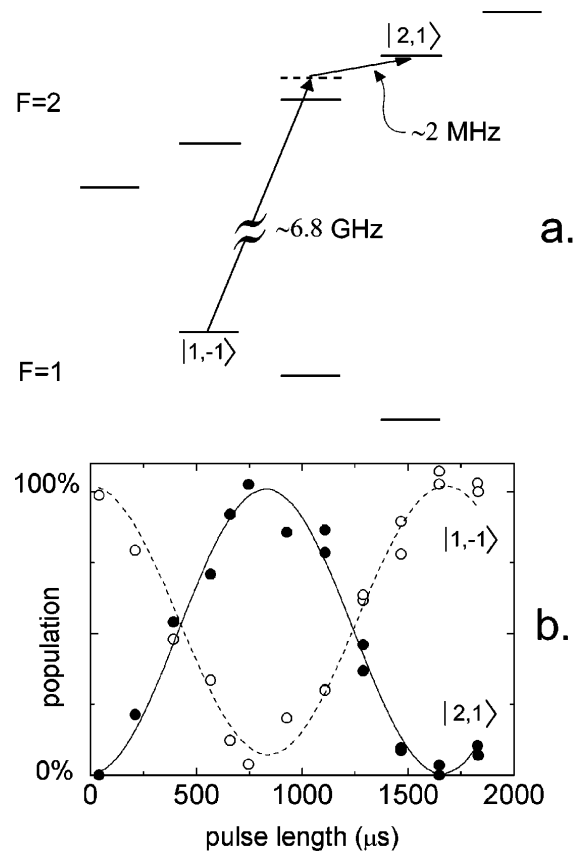 |2,1⟩
F=2
~2 MHz
~6.8 GHz
a.
|1,-1⟩
F=1
100%
|1,-1⟩
population
b.
|2,1⟩
0%
0 500 1000 1500 2000
pulse length (μs)